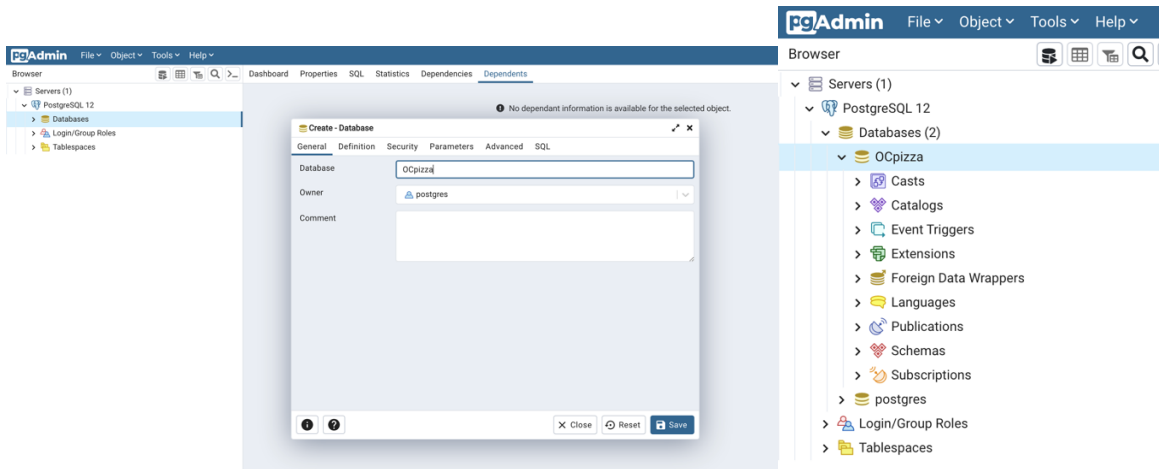 pgAdmin File Object Tools Help
Browser
Dashboard Properties SQL Statistics Dependencies Dependents
Servers (1)
PostgreSQL 12
Databases
Login/Group Roles
Tablespaces
No dependant information is available for the selected object.
Create - Database
General Definition Security Parameters Advanced SQL
Database OCpizza
Owner postgres
Comment
Close Reset Save
pgAdmin File Object Tools Help
Browser
Servers (1)
PostgreSQL 12
Databases (2)
OCpizza
Casts
Catalogs
Event Triggers
Extensions
Foreign Data Wrappers
Languages
Publications
Schemas
Subscriptions
postgres
Login/Group Roles
Tablespaces